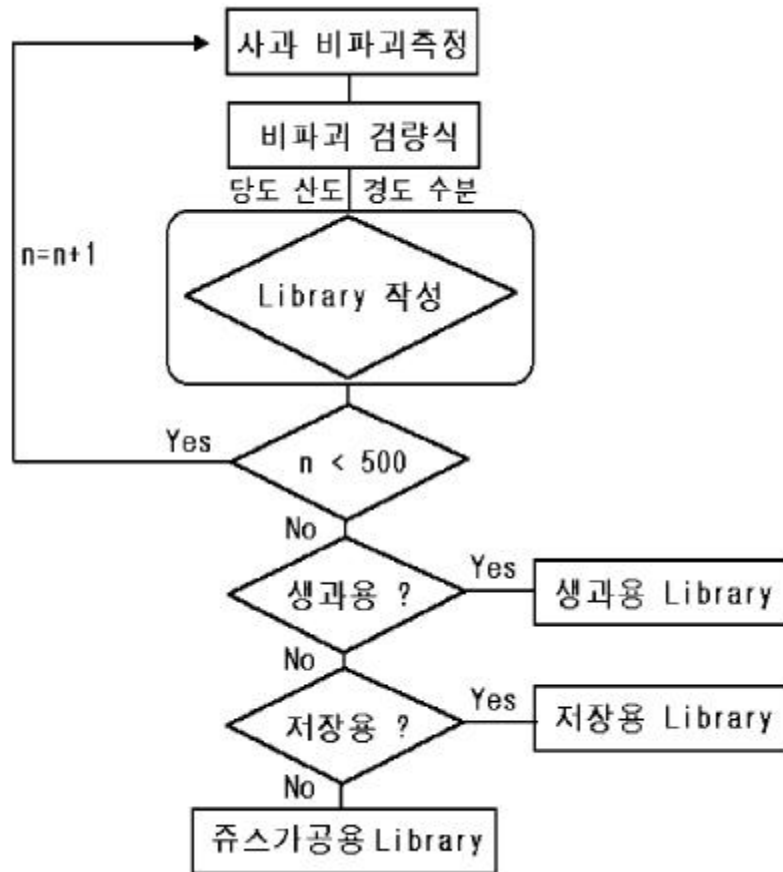 사과 비파괴측정
비파괴 검량식
당도 산도 경도 수분
n=n+1
Library 작성
Yes
n < 500
No
생과용 ?
Yes
생과용 Library
No
저장용 ?
Yes
저장용 Library
No
쥬스가공용 Library